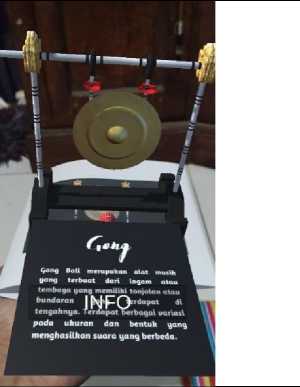 Gong
Gong Bali merupakan alat musik
yang terbuat dari logam atau
tembaga yang memiliki tonjolan atau
bundaran terdapat di
INFO
tengahnya. Terdapat berbagai variasi
pada ukuran dan bentuk yang
menghasilkan suara yang berbeda.